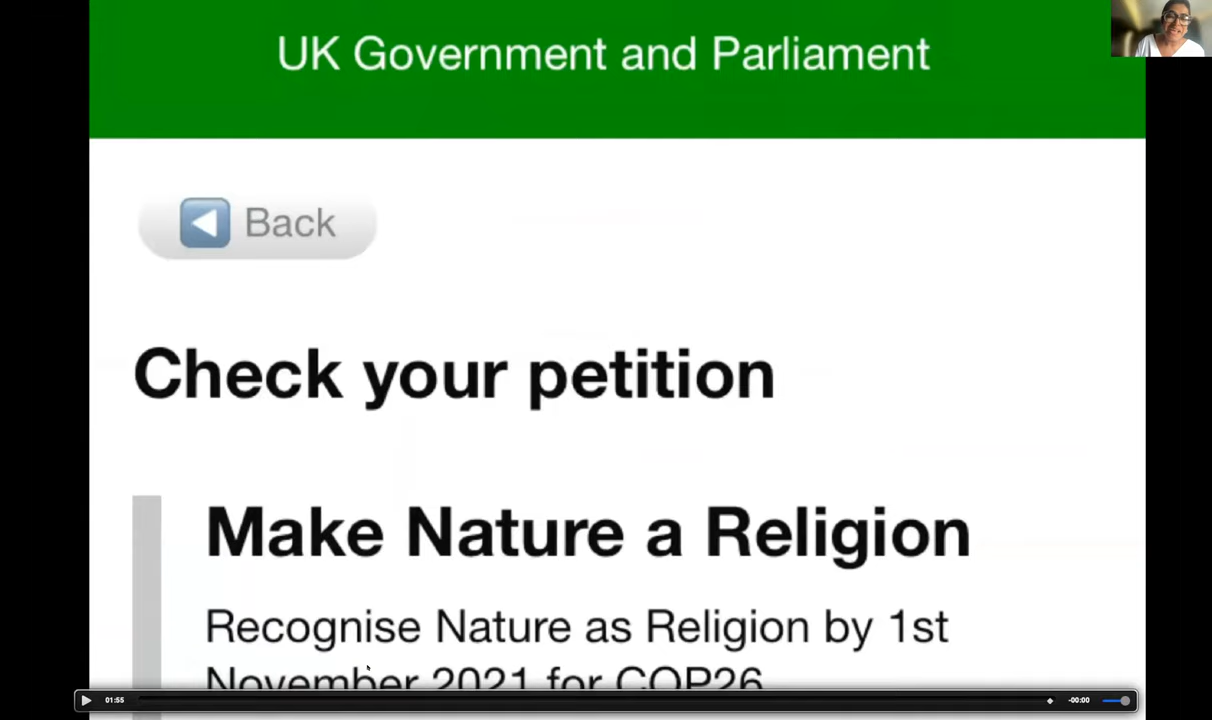 UK Government and Parliament
Back
Check your petition
Make Nature a Religion
Recognise Nature as Religion by 1st
November 2021 for COP26
01:55
-00:00